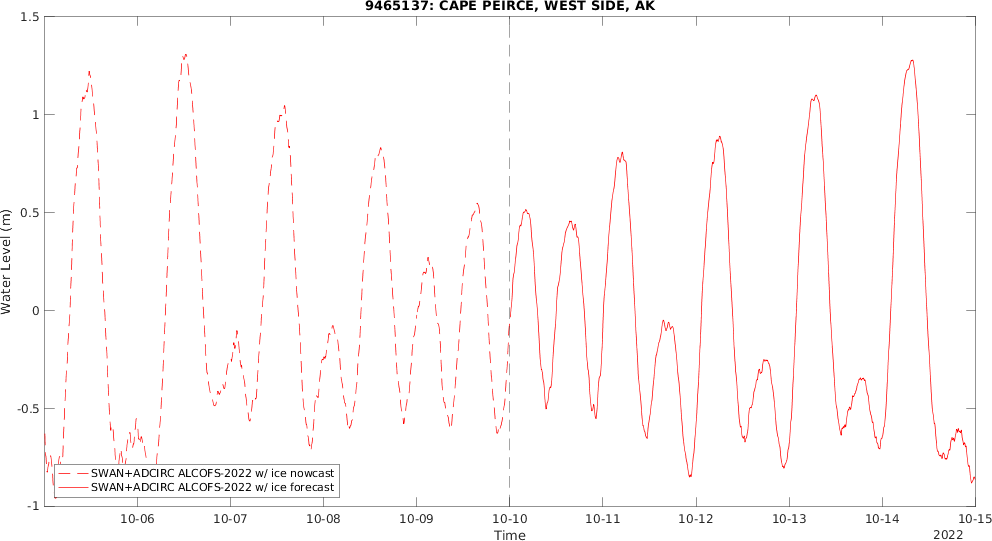 9465137: CAPE PEIRCE, WEST SIDE, AK
1.5
1
0.5
0
-0.5
-1
Water Level (m)
SWAN+ADCIRC ALCOFS-2022 w/ ice nowcast
SWAN+ADCIRC ALCOFS-2022 w/ ice forecast
10-06 10-07 10-08 10-09 10-10 10-11 10-12 10-13 10-14 10-15
Time
2022